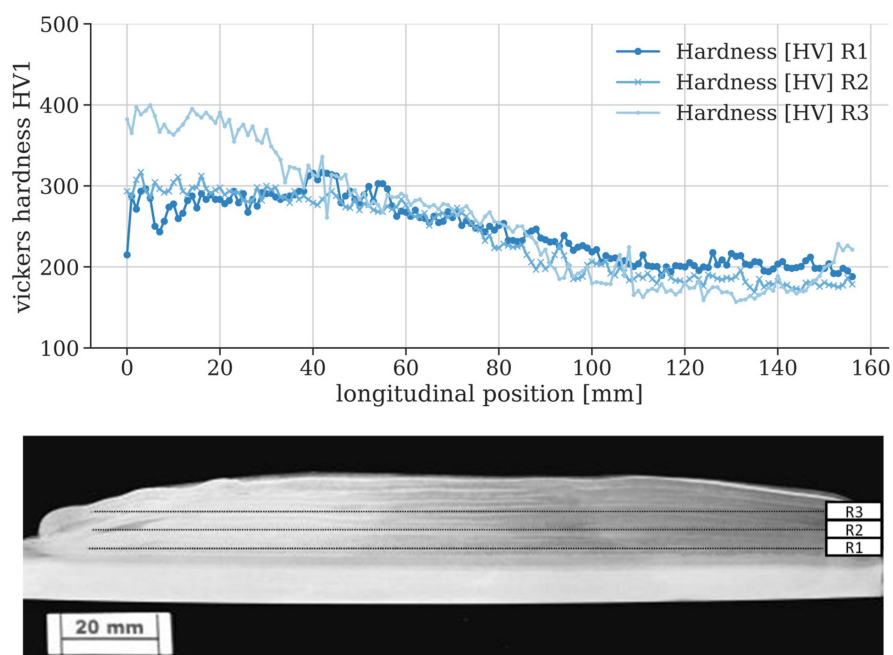 500
400
300
200
100
vickers hardness HV1
Hardness [HV] R1
Hardness [HV] R2
Hardness [HV] R3
0 20 40 60 80 100 120 140 160
longitudinal position [mm]
R3
R2
R1
20 mm